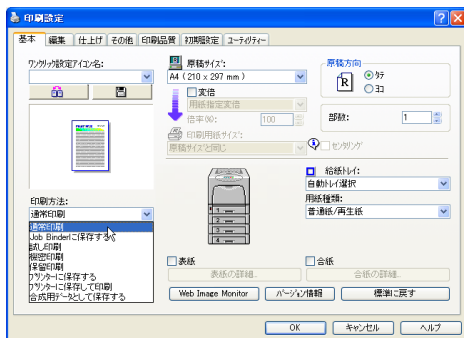 印刷設定
基本 編集 仕上げ その他 印刷品質 初期設定 ユーティリティー
ワンクリック設定アイコン名:
原稿サイズ:
A4 (210 x 297 mm)
変倍
用紙指定変倍
倍率(%): 100
印刷用紙サイズ:
原稿サイズと同じ
原稿方向
R
タテ
ヨコ
部数: 1
センタリング
印刷方法:
通常印刷
通常印刷
Job Binderに保存する
試し印刷
機密印刷
保留印刷
プリンターに保存する
プリンターに保存して印刷
合成用データとして保存する
給紙トレイ:
自動トレイ選択
用紙種類:
普通紙/再生紙
1
2
3
4
表紙
表紙の詳細...
合紙
合紙の詳細...
Web Image Monitor バージョン情報 標準に戻す
OK キャンセル ヘルプ